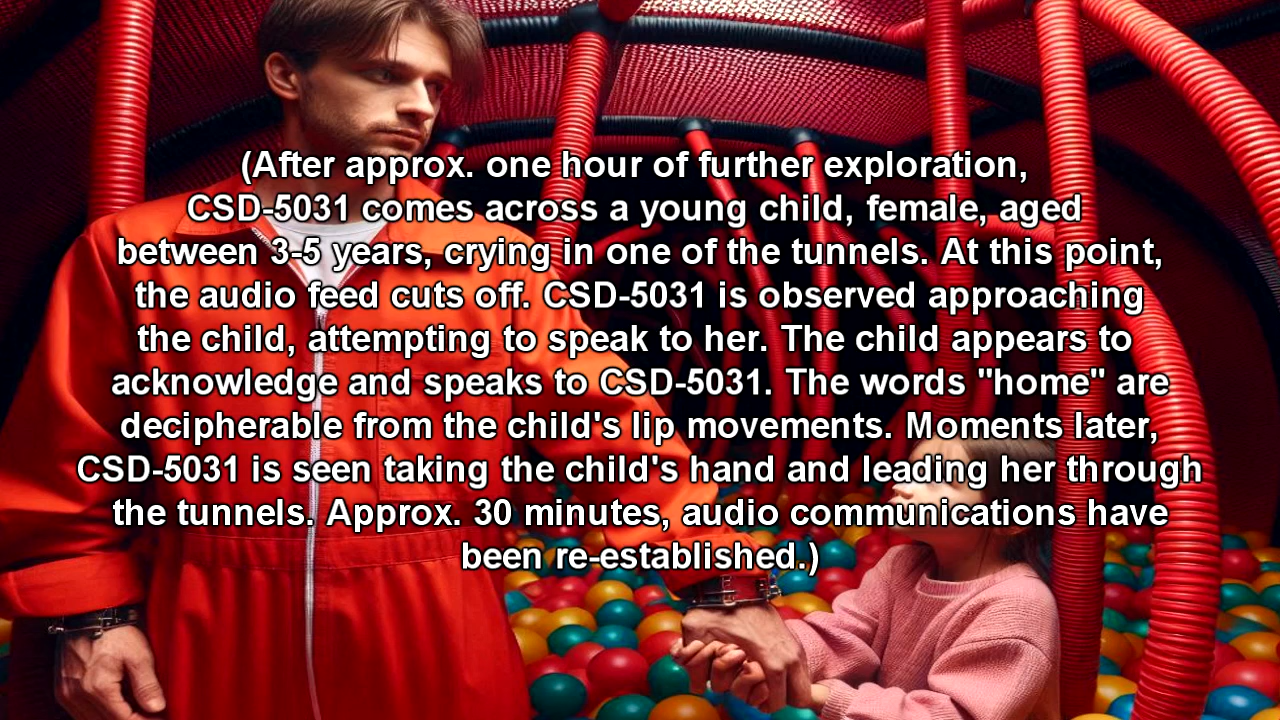 (After approx. one hour of further exploration,
CSD-5031 comes across a young child, female, aged
between 3-5 years, crying in one of the tunnels. At this point,
the audio feed cuts off. CSD-5031 is observed approaching
the child, attempting to speak to her. The child appears to
acknowledge and speaks to CSD-5031. The words "home" are
decipherable from the child's lip movements. Moments later,
CSD-5031 is seen taking the child's hand and leading her through
the tunnels. Approx. 30 minutes, audio communications have
been re-established.)